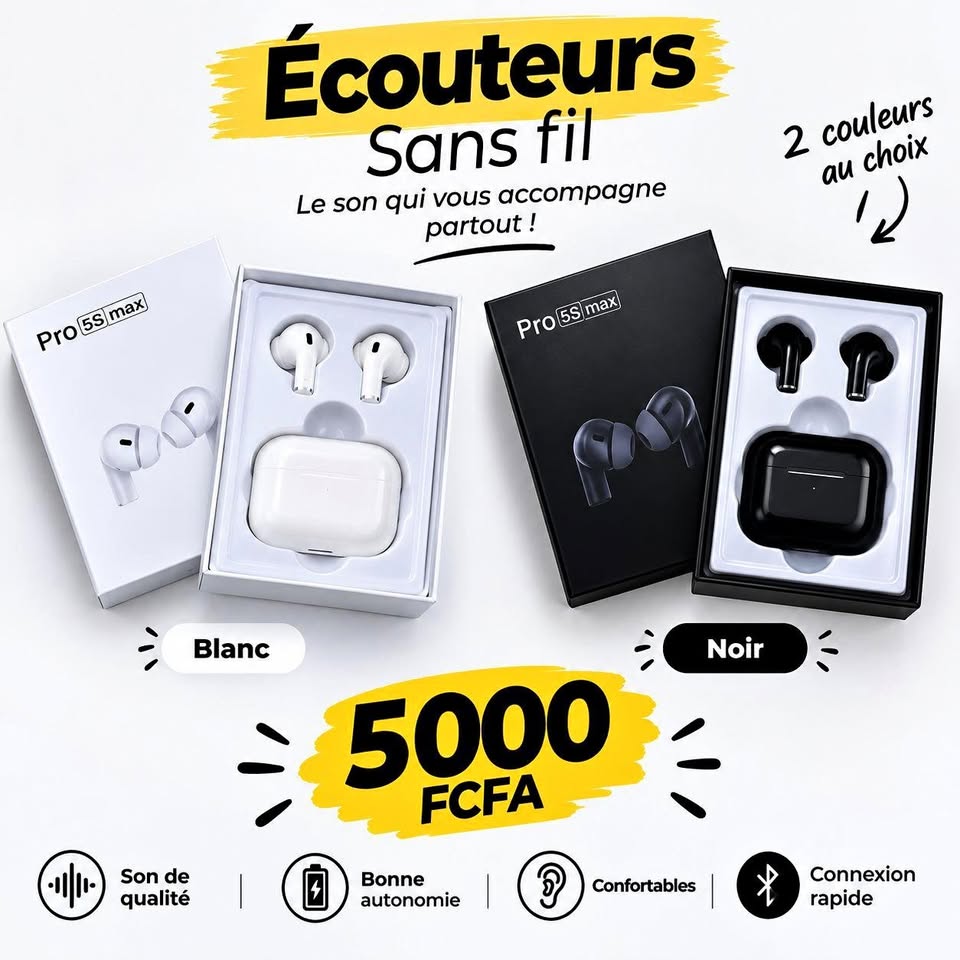 Écouteurs
Sans fil
Le son qui vous accompagne
partout !
2 couleurs
au choix
Pro 5S max
Pro 5S max
Blanc
Noir
5000
FCFA
Son de
qualité
Bonne
autonomie
Confortables
Connexion
rapide